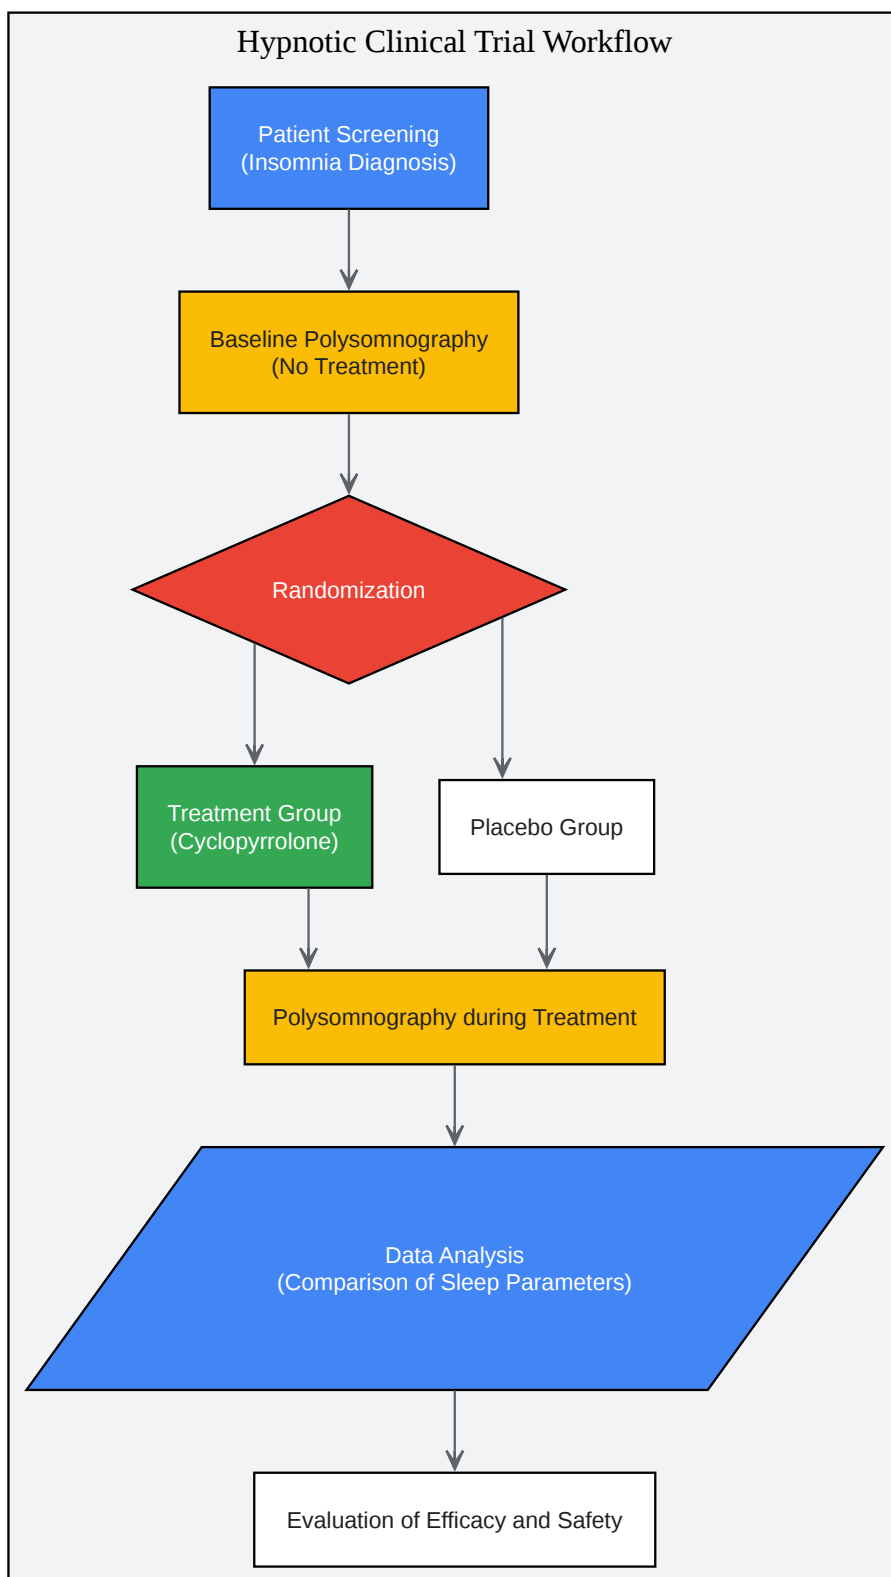 Hypnotic Clinical Trial Workflow
Patient Screening
(Insomnia Diagnosis)
Baseline Polysomnography
(No Treatment)
Randomization
Treatment Group
(Cyclopyrrolone)
Placebo Group
Polysomnography during Treatment
Data Analysis
(Comparison of Sleep Parameters)
Evaluation of Efficacy and Safety